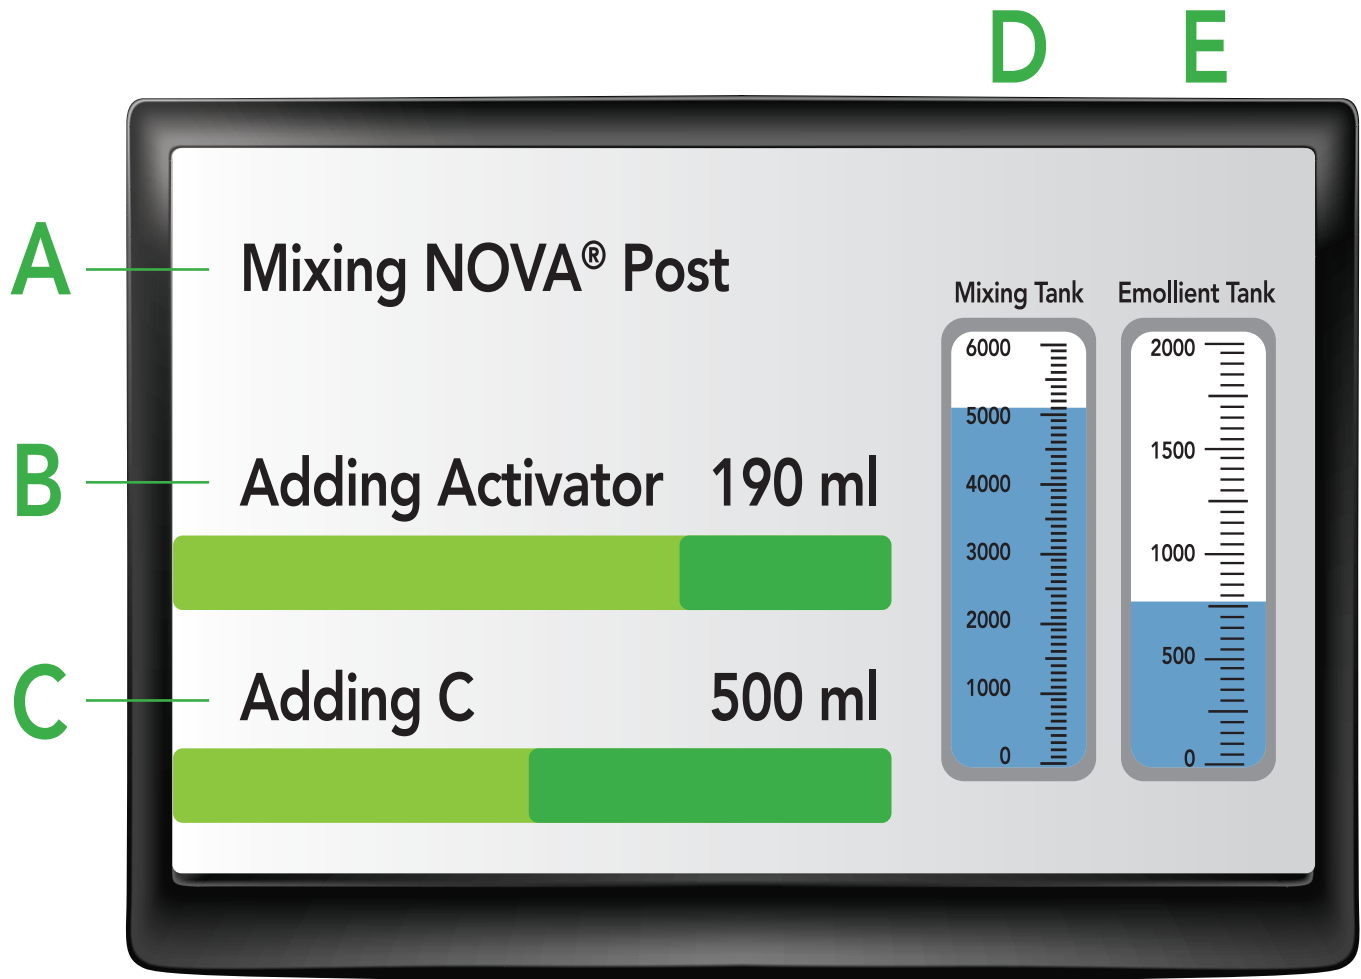 D E
A Mixing NOVA® Post
Mixing Tank Emollient Tank
6000 2000
5000
B Adding Activator 190 ml
1500
4000
3000 1000
2000
500
C Adding C 500 ml
1000
0 0